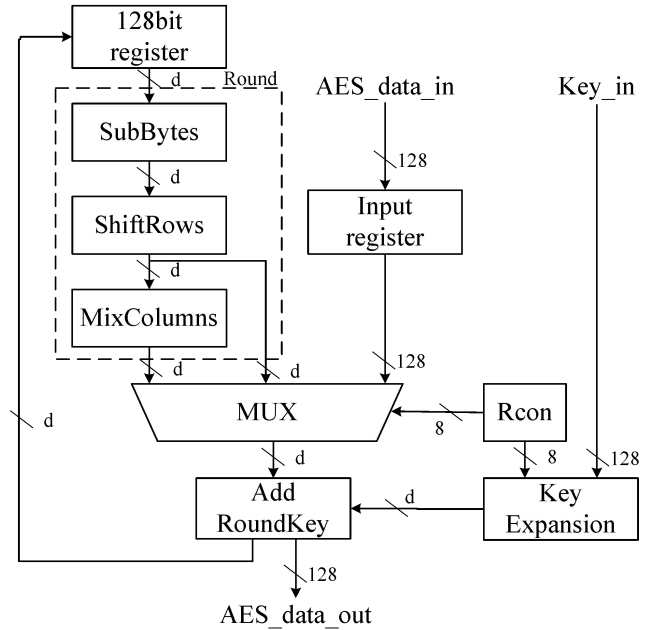 128bit
register
d
Round
AES_data_in
Key_in
SubBytes
128
d
ShiftRows
Input
register
d
MixColumns
d
d
128
MUX
Rcon
8
d
d
8
128
Add
RoundKey
d
Key
Expansion
128
AES_data_out